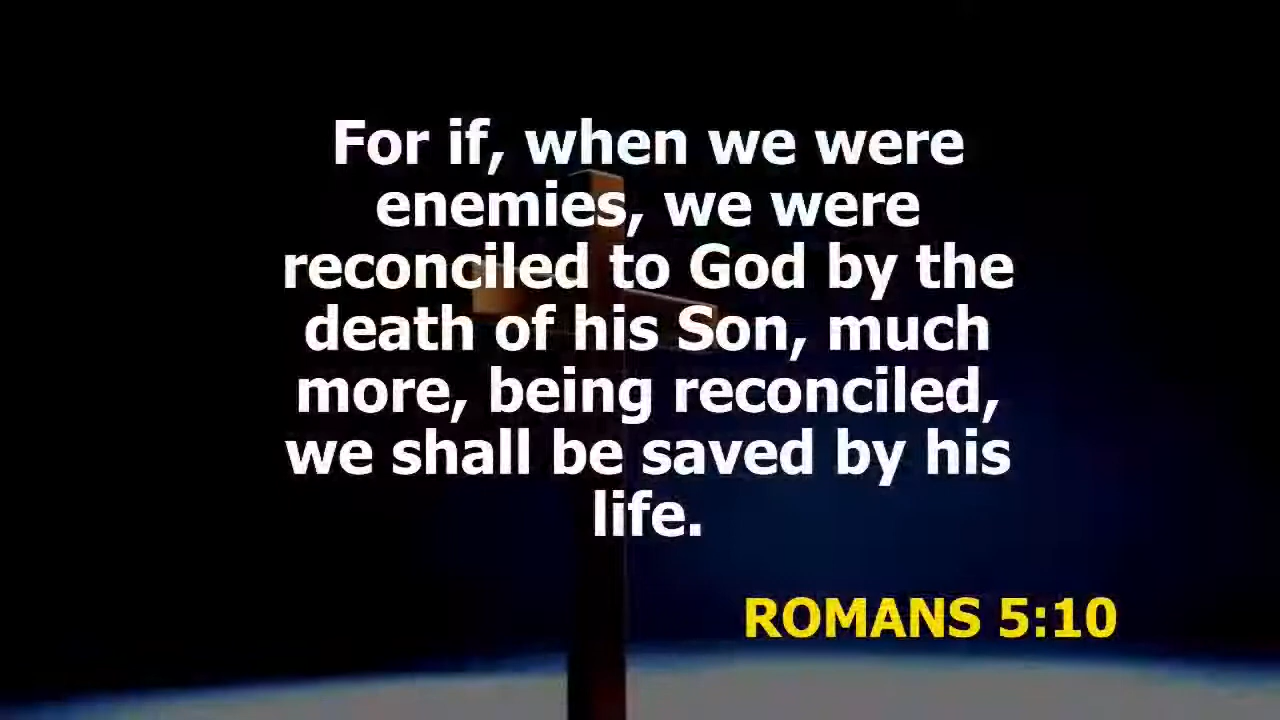 For if, when we were
enemies, we were
reconciled to God by the
death of his Son, much
more, being reconciled,
we shall be saved by his
life.
ROMANS 5:10